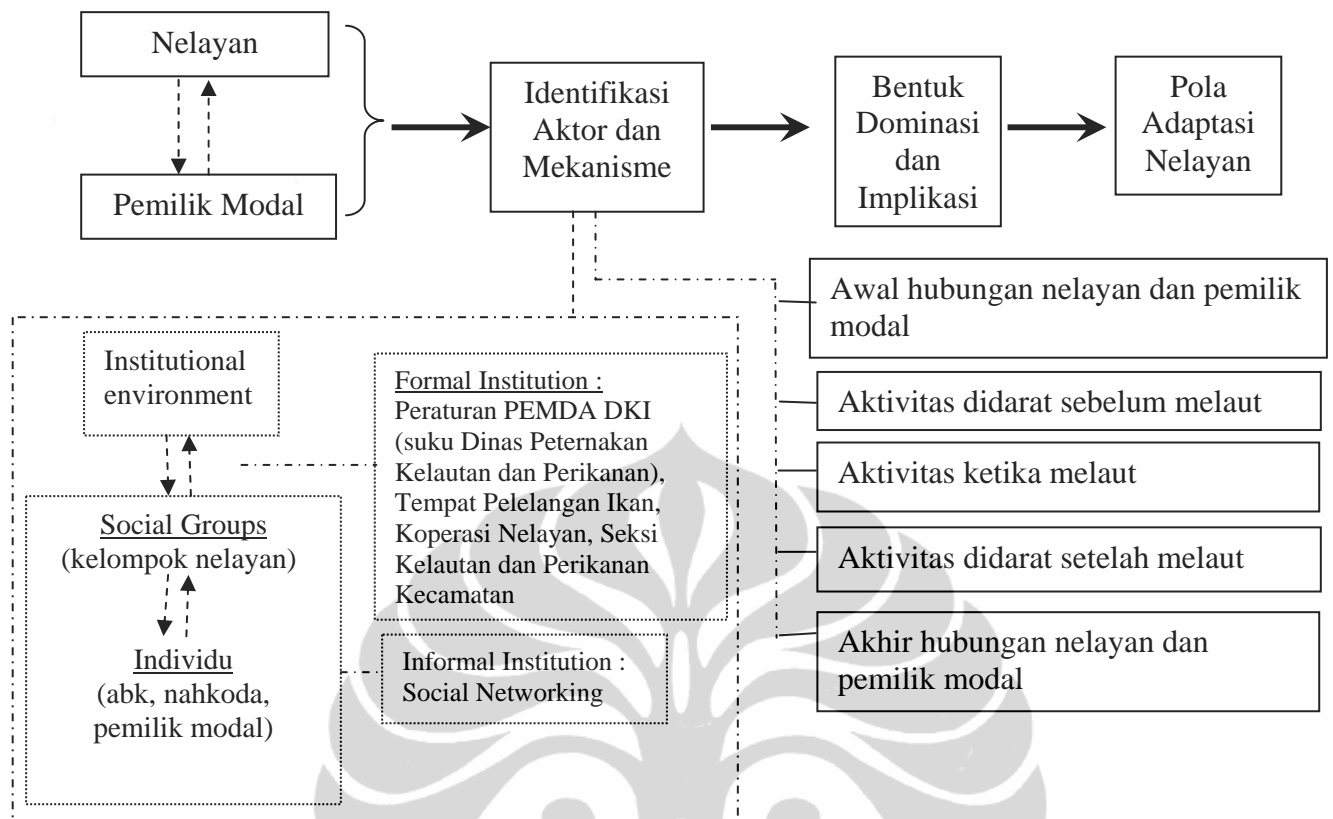 Nelayan
Pemilik Modal
Identifikasi
Aktor dan
Mekanisme
Bentuk
Dominasi
dan
Implikasi
Pola
Adaptasi
Nelayan
Institutional
environment
Social Groups
(kelompok nelayan)
Individu
(abk, nahkoda,
pemilik modal)
Formal Institution :
Peraturan PEMDA DKI
(suku Dinas Peternakan
Kelautan dan Perikanan),
Tempat Pelelangan Ikan,
Koperasi Nelayan, Seksi
Kelautan dan Perikanan
Kecamatan
Informal Institution :
Social Networking
Awal hubungan nelayan dan pemilik
modal
Aktivitas didarat sebelum melaut
Aktivitas ketika melaut
Aktivitas didarat setelah melaut
Akhir hubungan nelayan dan
pemilik modal